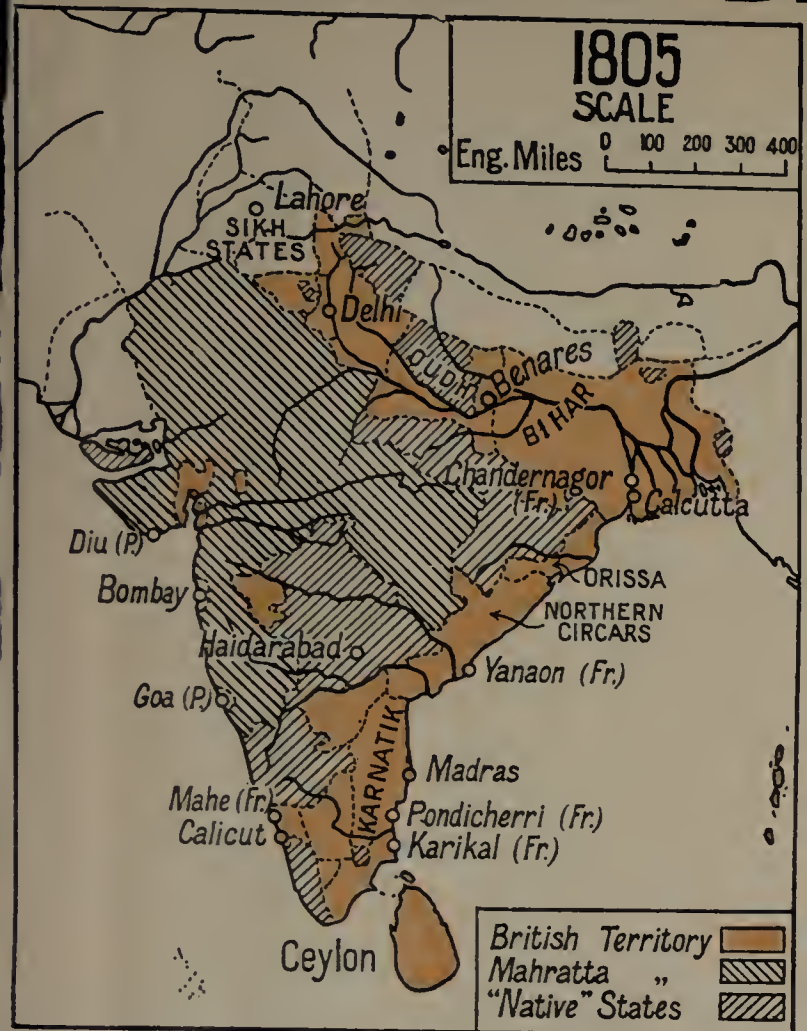 1805
SCALE
Eng. Miles 0 100 200 300 400
Lahore
SIKH
STATES
Delhi
OUDH
Benares
BIHAR
Chandernagor
(Fr.)
Calcutta
Diu (P.)
Bombay
ORISSA
NORTHERN
CIRCARS
Haidarabad
Yanaon (Fr.)
Goa (P.)
KARNATIK
Madras
Mahe (Fr.)
Calicut
Pondicherri (Fr.)
Karikal (Fr.)
Ceylon
British Territory
Mahratta „
"Native" States